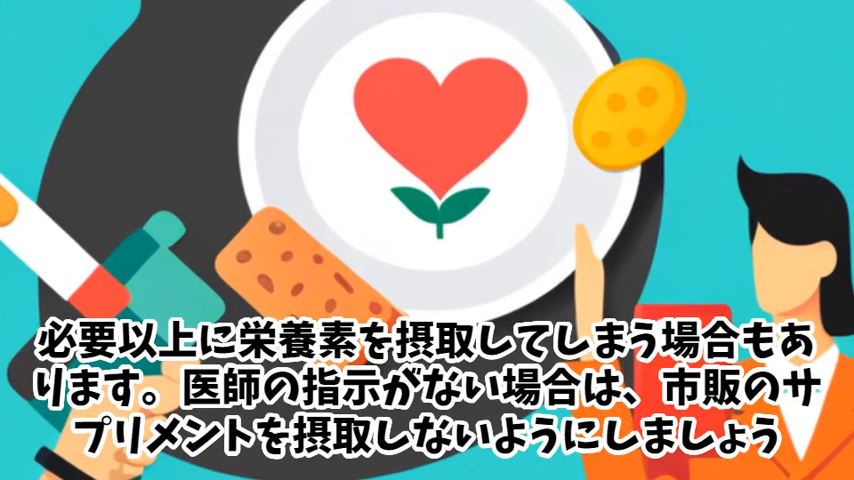 必要以上に栄養素を摂取してしまう場合もあ
ります。医師の指示がない場合は、市販のサ
プリメントを摂取しないようにしましょう